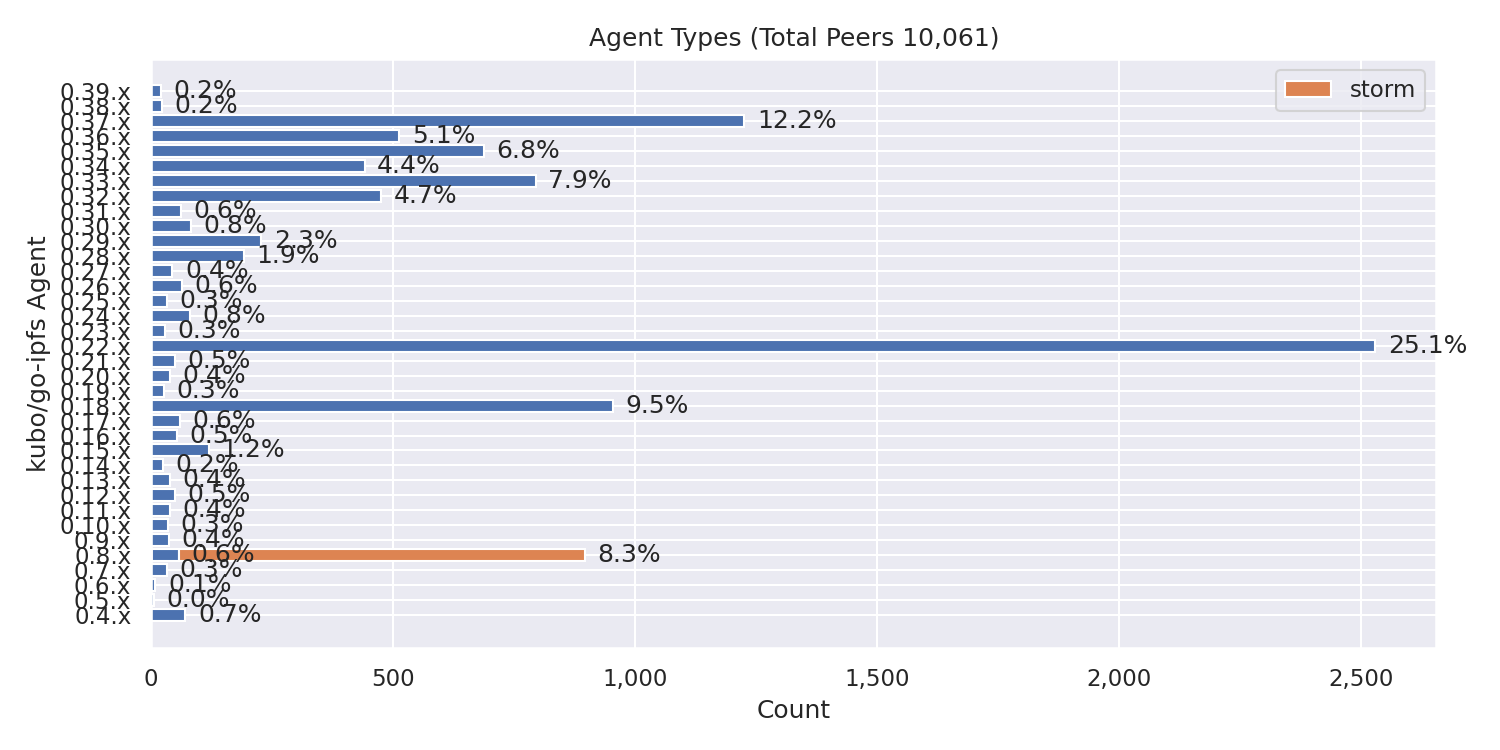 Agent Types (Total Peers 10,061)
storm
kubo/go-ipfs Agent
0.39.x 0.2%
0.38.x 0.2%
0.37.x 12.2%
0.36.x 5.1%
0.35.x 6.8%
0.34.x 4.4%
0.33.x 7.9%
0.32.x 4.7%
0.31.x 0.6%
0.30.x 0.8%
0.29.x 2.3%
0.28.x 1.9%
0.27.x 0.4%
0.26.x 0.6%
0.25.x 0.3%
0.24.x 0.8%
0.23.x 0.3%
0.22.x 25.1%
0.21.x 0.5%
0.20.x 0.4%
0.19.x 0.3%
0.18.x 9.5%
0.17.x 0.6%
0.16.x 0.5%
0.15.x 1.2%
0.14.x 0.2%
0.13.x 0.4%
0.12.x 0.5%
0.11.x 0.4%
0.10.x 0.3%
0.9.x 0.4%
0.8.x 0.6% 8.3%
0.7.x 0.3%
0.6.x 0.1%
0.5.x 0.0%
0.4.x 0.7%
0 500 1,000 1,500 2,000 2,500
Count